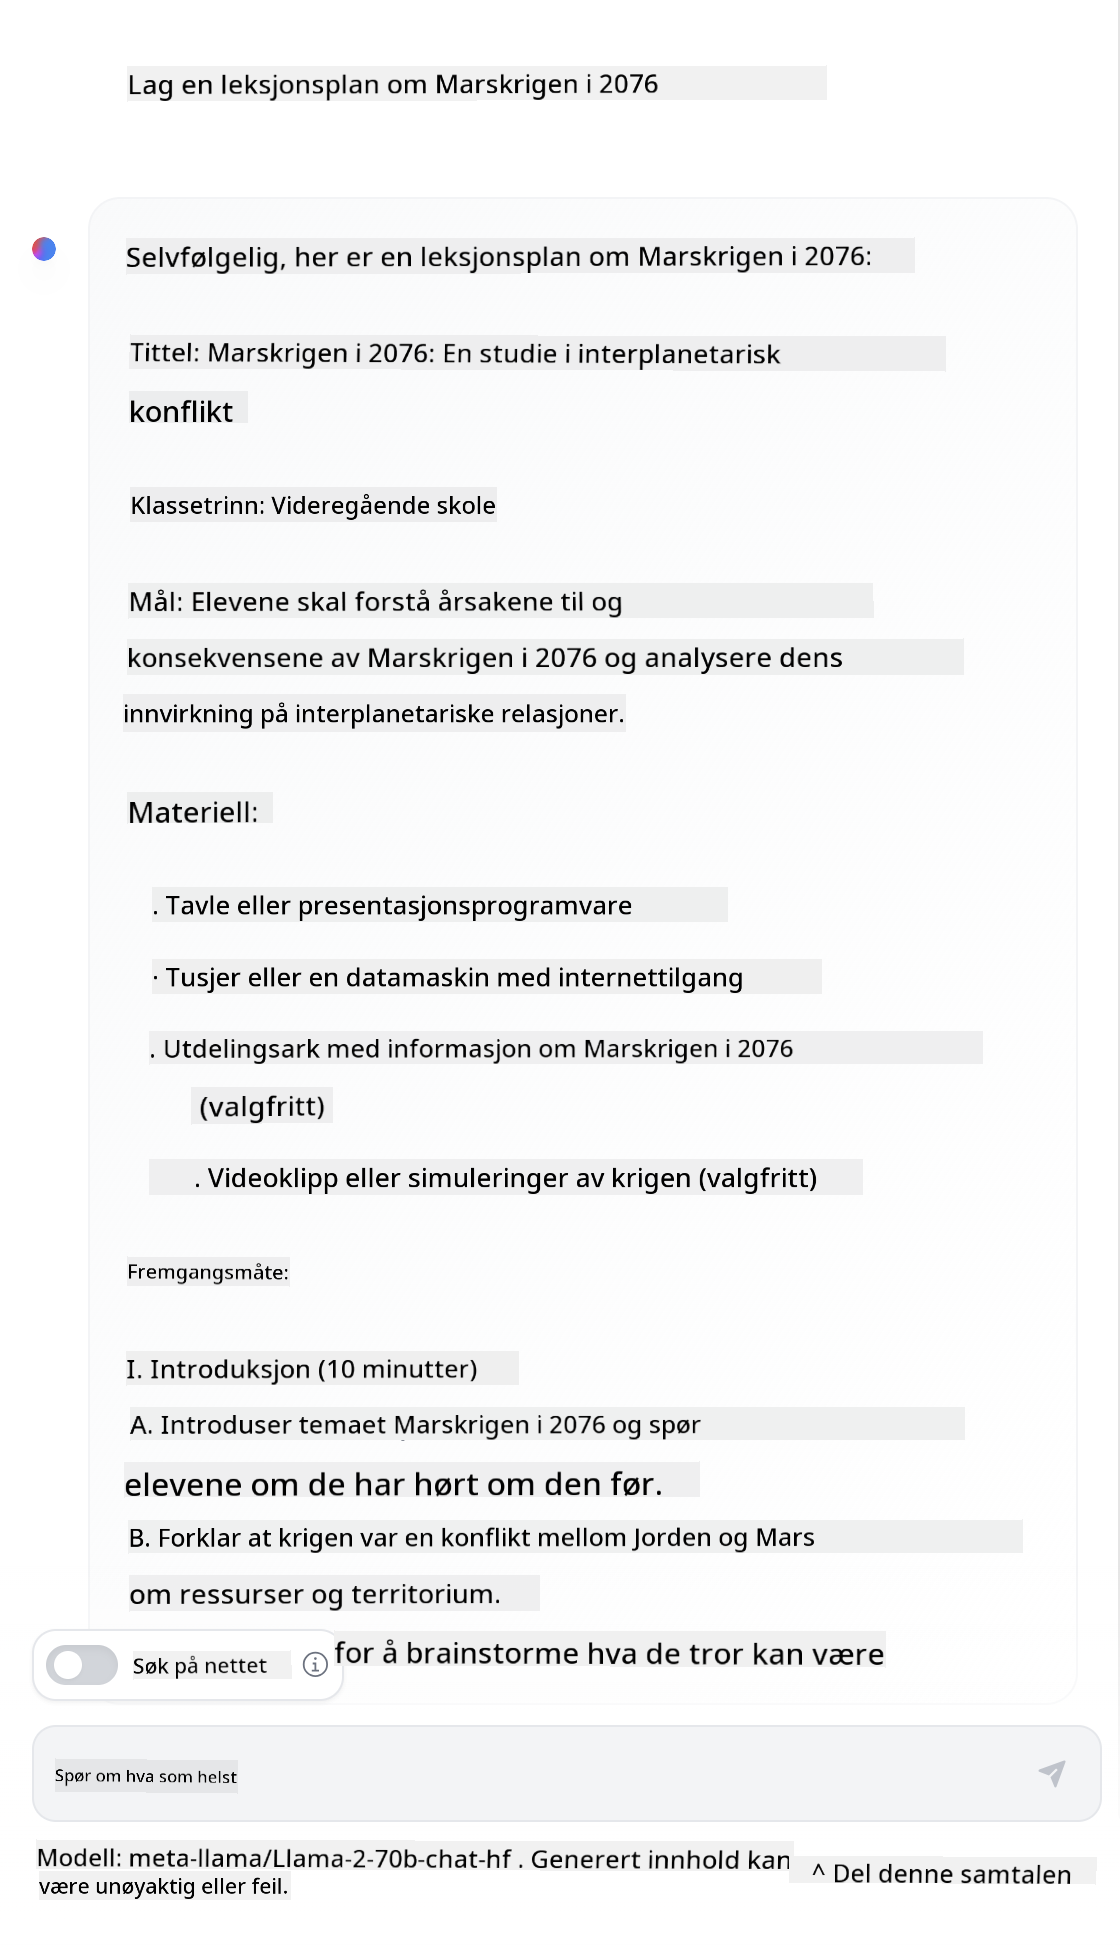 Lag en leksjonsplan om Marskrigen i 2076
Selvfølgelig, her er en leksjonsplan om Marskrigen i 2076:
Tittel: Marskrigen i 2076: En studie i interplanetarisk
konflikt
Klassetrinn: Videregående skole
Mål: Elevene skal forstå årsakene til og
konsekvensene av Marskrigen i 2076 og analysere dens
innvirkning på interplanetariske relasjoner.
Materiell:
. Tavle eller presentasjonsprogramvare
· Tusjer eller en datamaskin med internettilgang
. Utdelingsark med informasjon om Marskrigen i 2076
(valgfritt)
. Videoklipp eller simuleringer av krigen (valgfritt)
Fremgangsmåte:
I. Introduksjon (10 minutter)
A. Introduser temaet Marskrigen i 2076 og spør
elevene om de har hørt om den før.
B. Forklar at krigen var en konflikt mellom Jorden og Mars
om ressurser og territorium.
for å brainstorme hva de tror kan være
Søk på nettet
Spør om hva som helst
Modell: meta-llama/Llama-2-70b-chat-hf . Generert innhold kan
være unøyaktig eller feil.
^ Del denne samtalen